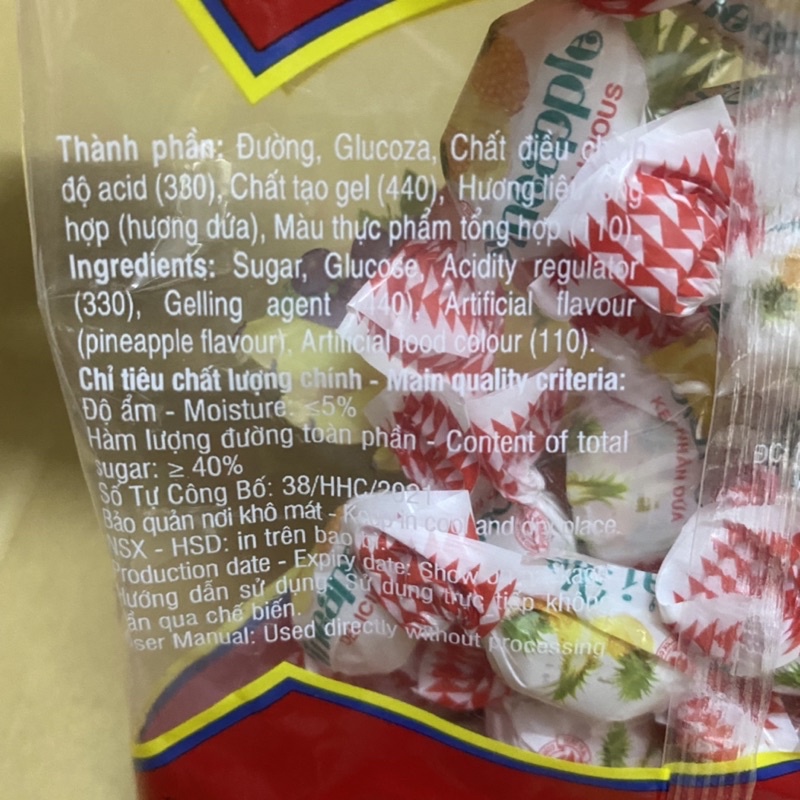 Thành phần: Đường, Glucoza, Chất điều chỉnh
độ acid (330), Chất tạo gel (440), Hương liệu tổng
hợp (hương dứa), Màu thực phẩm tổng hợp (110).
Ingredients: Sugar, Glucose, Acidity regulator
(330), Gelling agent (440), Artificial flavour
(pineapple flavour), Artificial food colour (110).
Chỉ tiêu chất lượng chính - Main quality criteria:
Độ ẩm - Moisture: ≤5%
Hàm lượng đường toàn phần - Content of total
sugar: ≥ 40%
Số Tự Công Bố: 38/HHC/2021
Bảo quản nơi khô mát - Keep in cool and dry place.
NSX - HSD: in trên bao bì.
Production date - Expiry date: Show on
Hướng dẫn sử dụng: Sử dụng trực tiếp không
cần qua chế biến.
User Manual: Used directly without processing
KẸO NHÂN DỨA
ĐC